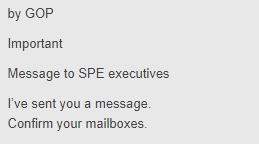 by GOP
Important
Message to SPE executives
I've sent you a message.
Confirm your mailboxes.